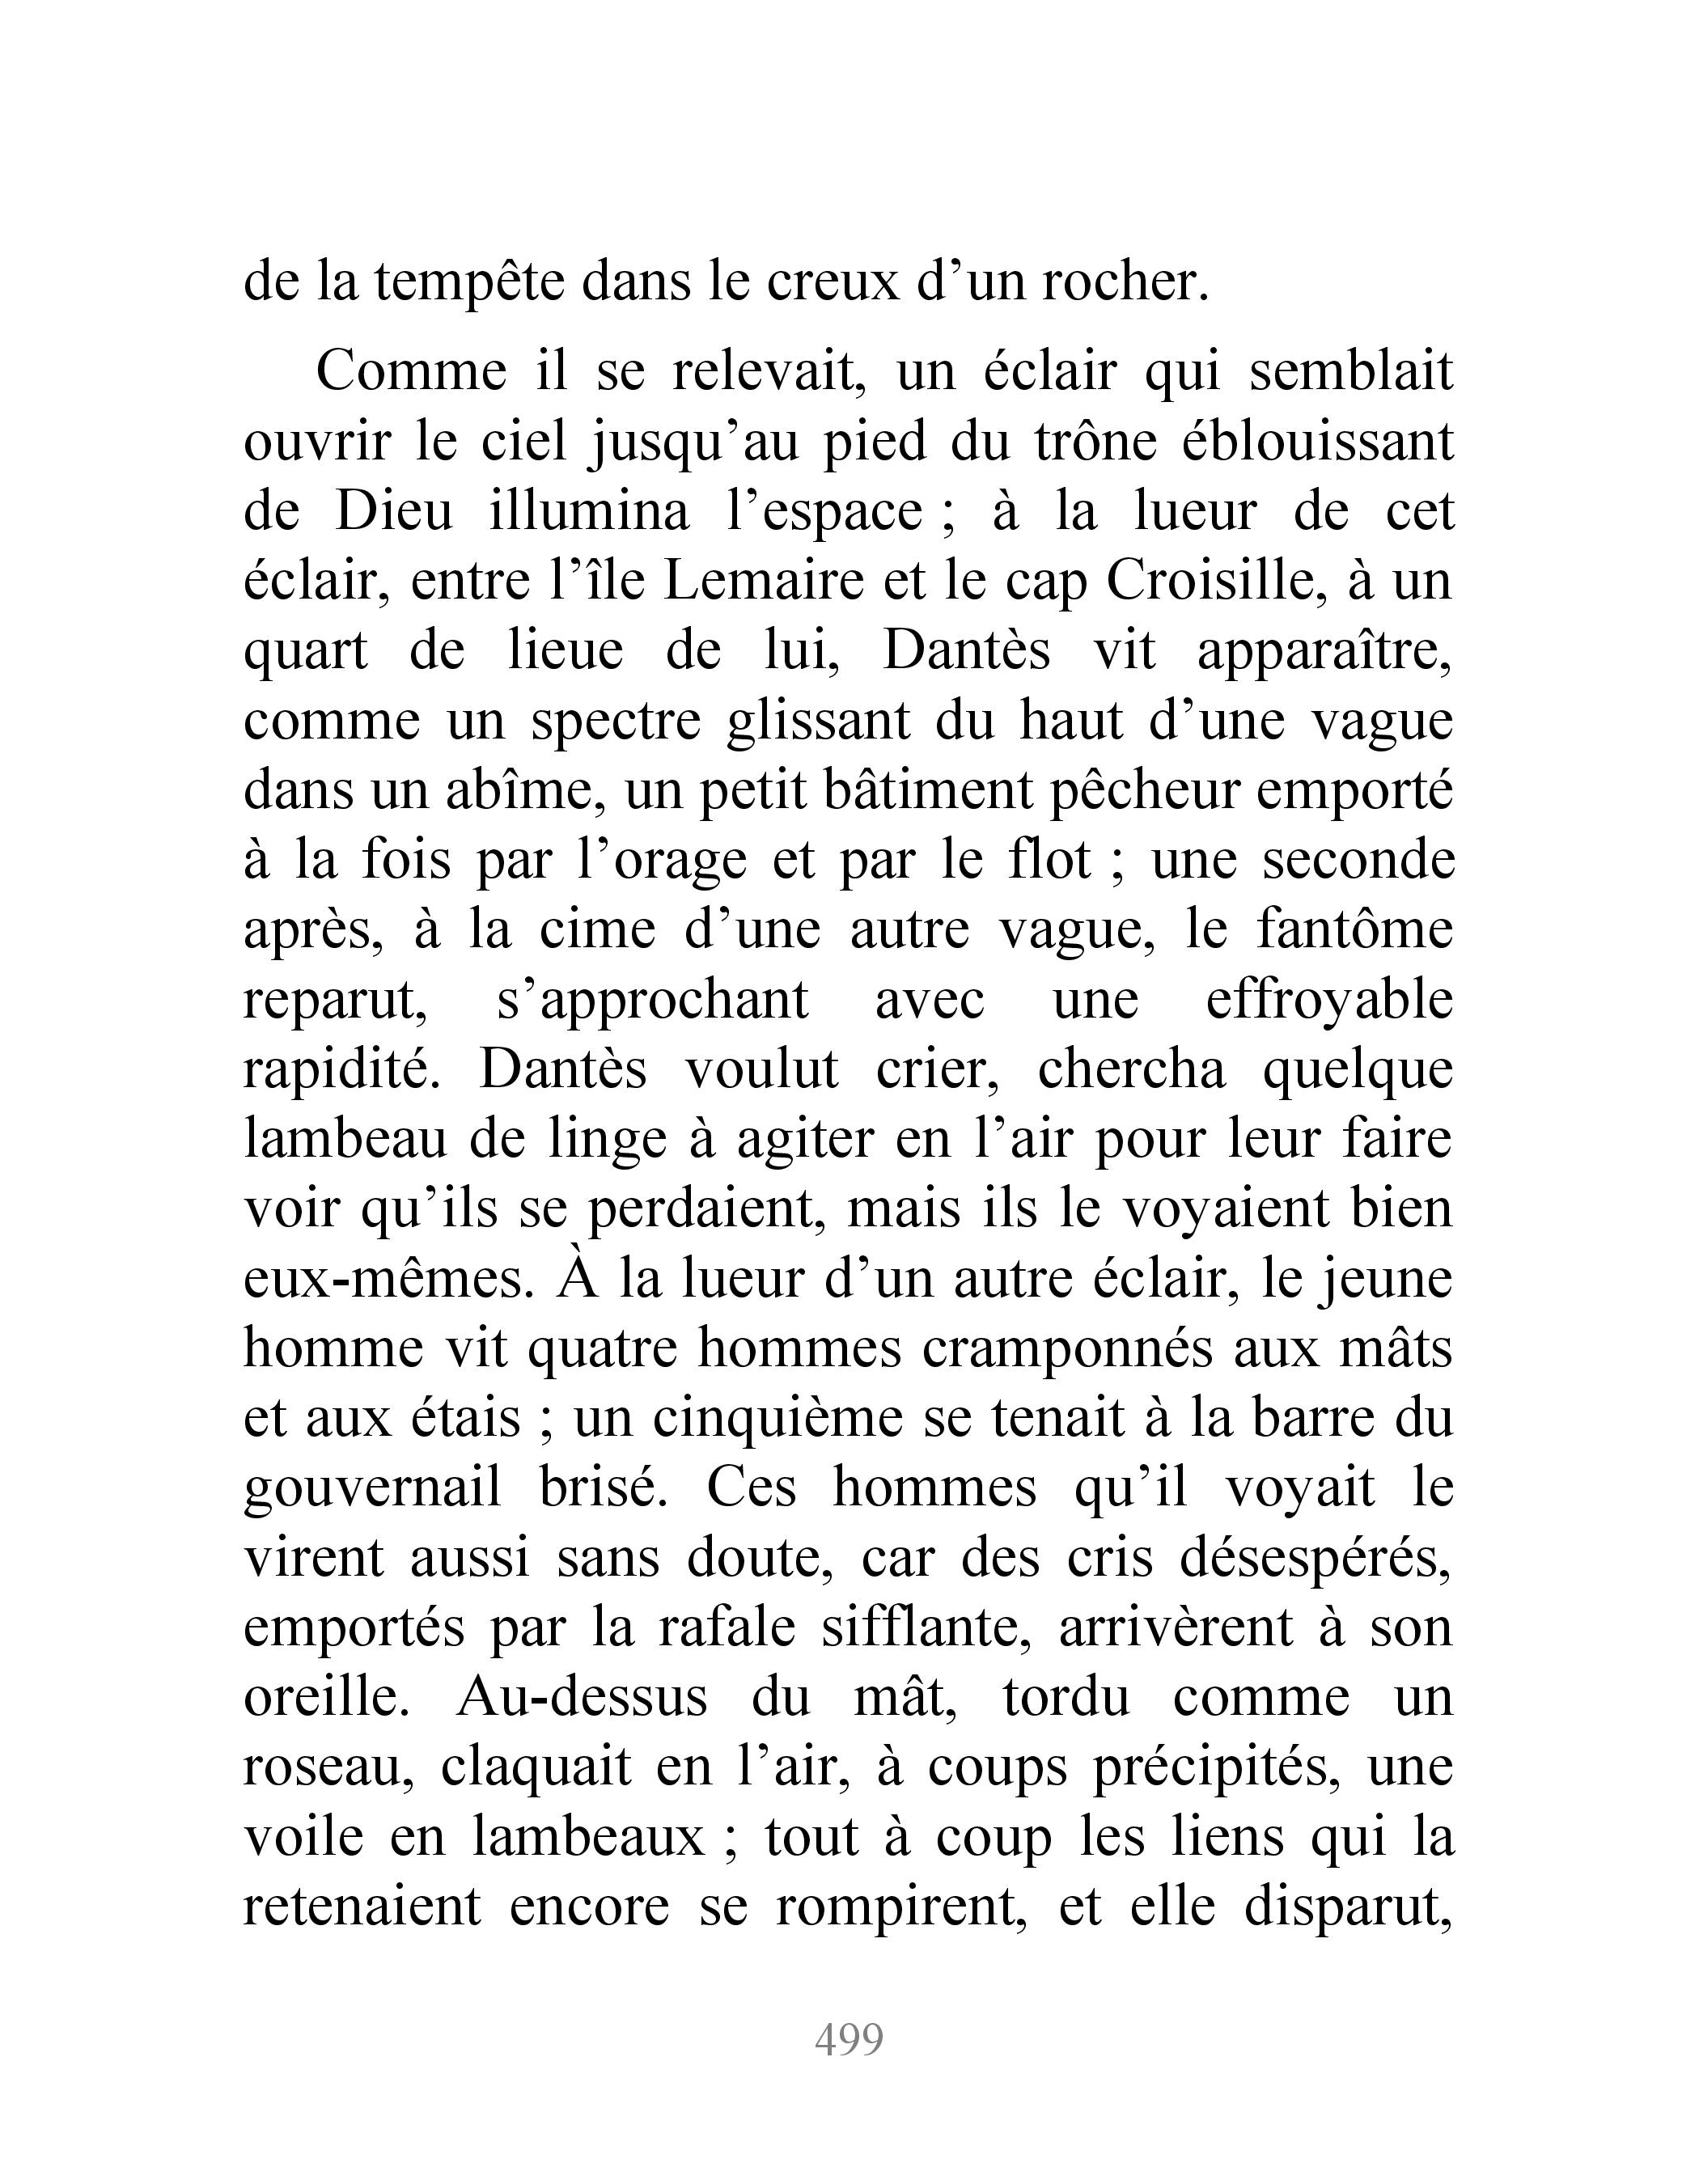 de la tempête dans le creux d’un rocher.
Comme il se relevait, un éclair qui semblait
ouvrir le ciel jusqu’au pied du trône éblouissant
de Dieu illumina l’espace ; à la lueur de cet
éclair, entre l’île Lemaire et le cap Croisille, à un
quart de lieue de lui, Dantès vit apparaître,
comme un spectre glissant du haut d’une vague
dans un abîme, un petit bâtiment pêcheur emporté
à la fois par l’orage et par le flot ; une seconde
après, à la cime d’une autre vague, le fantôme
reparut, s’approchant avec une effroyable
rapidité. Dantès voulut crier, chercha quelque
lambeau de linge à agiter en l’air pour leur faire
voir qu’ils se perdaient, mais ils le voyaient bien
eux-mêmes. À la lueur d’un autre éclair, le jeune
homme vit quatre hommes cramponnés aux mâts
et aux étais ; un cinquième se tenait à la barre du
gouvernail brisé. Ces hommes qu’il voyait le
virent aussi sans doute, car des cris désespérés,
emportés par la rafale sifflante, arrivèrent à son
oreille. Au-dessus du mât, tordu comme un
roseau, claquait en l’air, à coups précipités, une
voile en lambeaux ; tout à coup les liens qui la
retenaient encore se rompirent, et elle disparut,
499